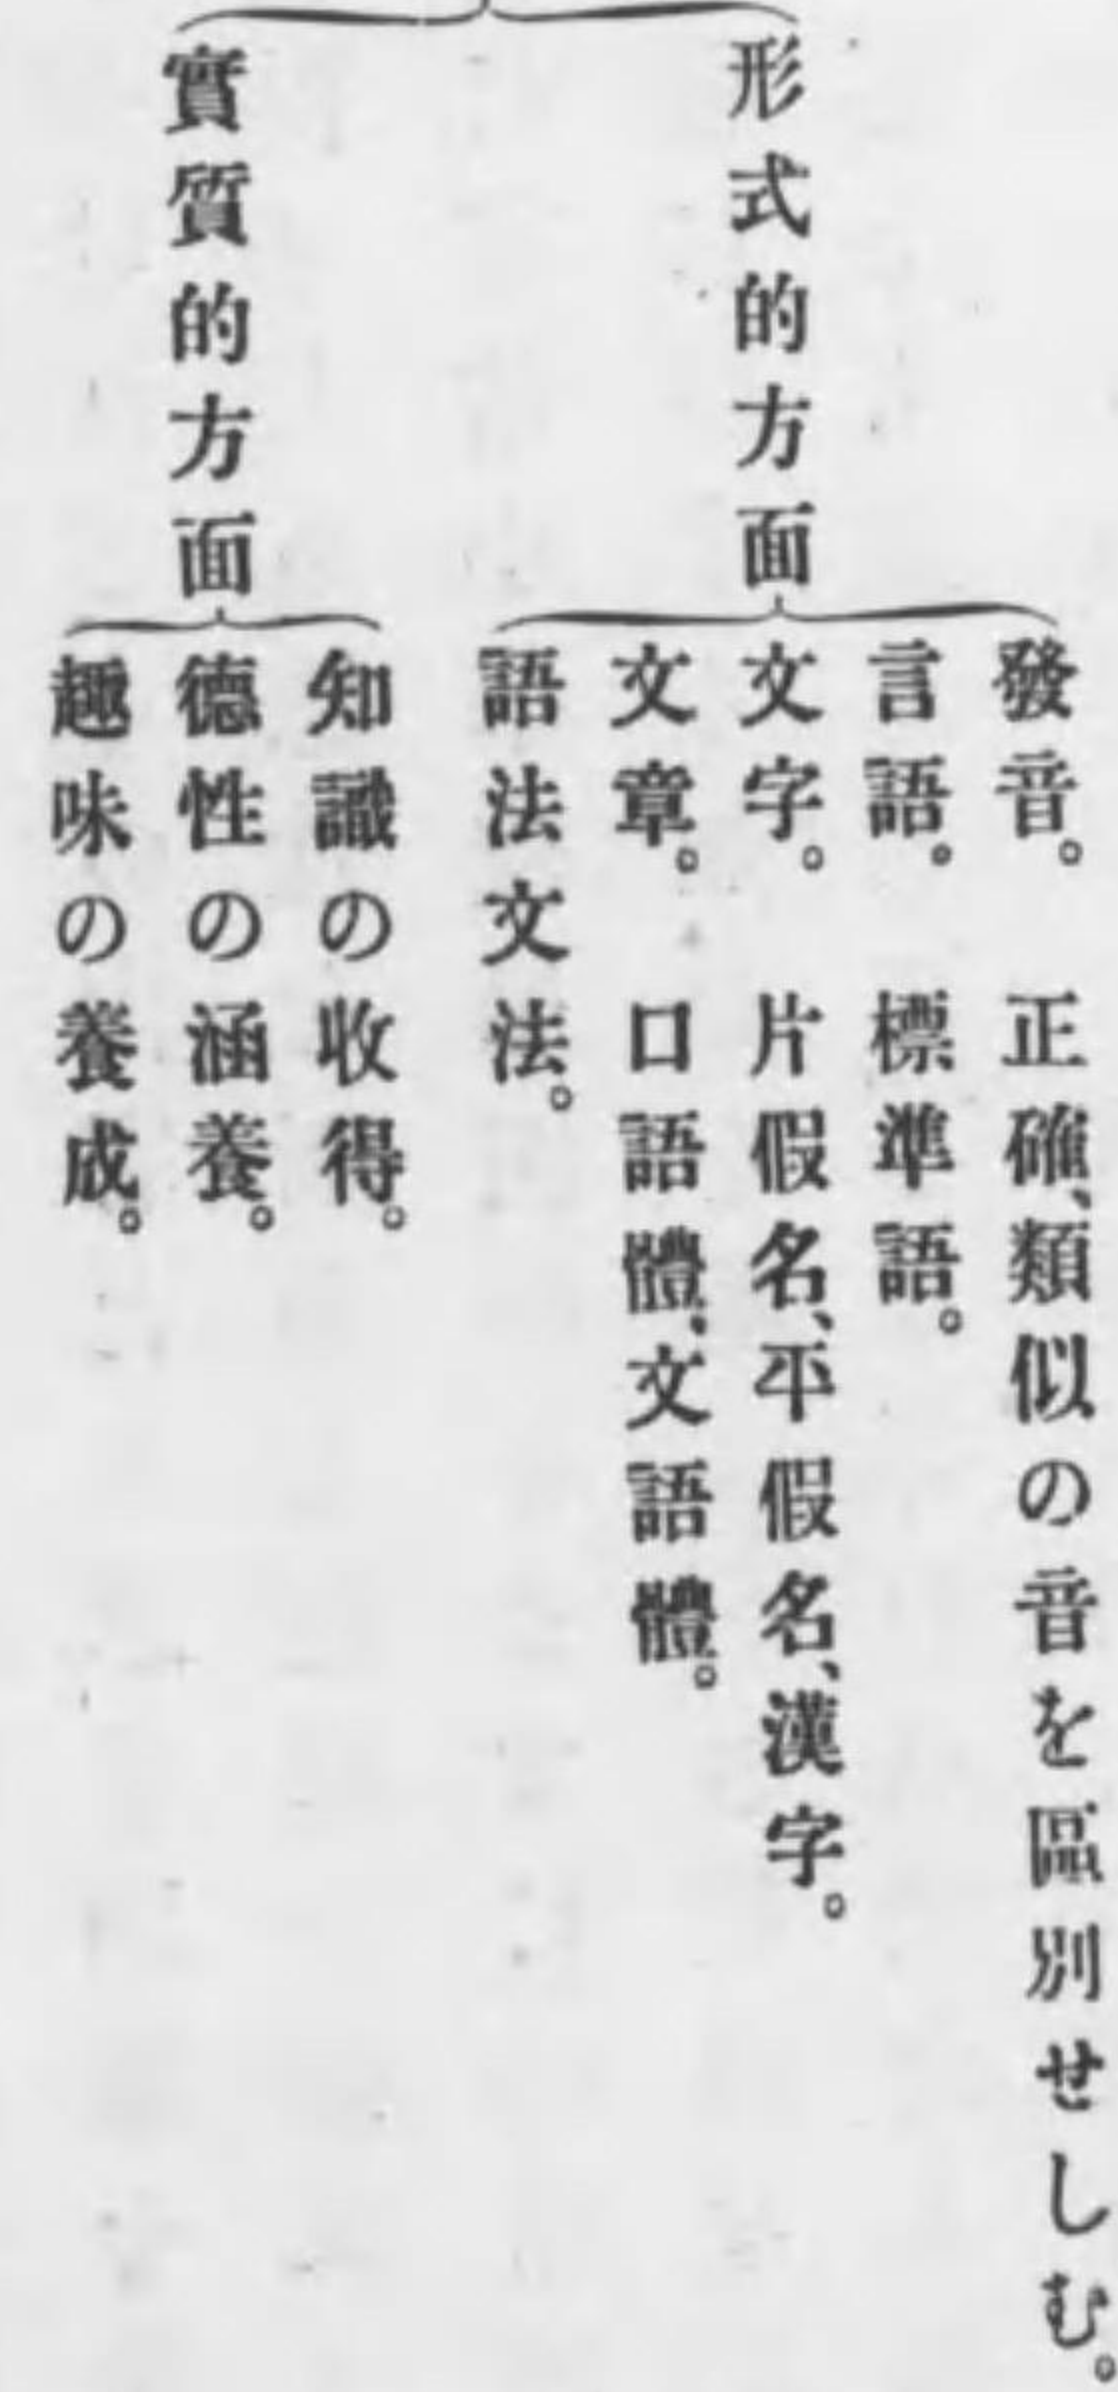 形式的方面
發音。 正確、類似の音を區別せしむ。
言語。 標準語。
文字。 片假名、平假名、漢字。
文章。 口語體、文語體。
語法文法。
實質的方面
知識の收得。
德性の涵養。
趣味の養成。